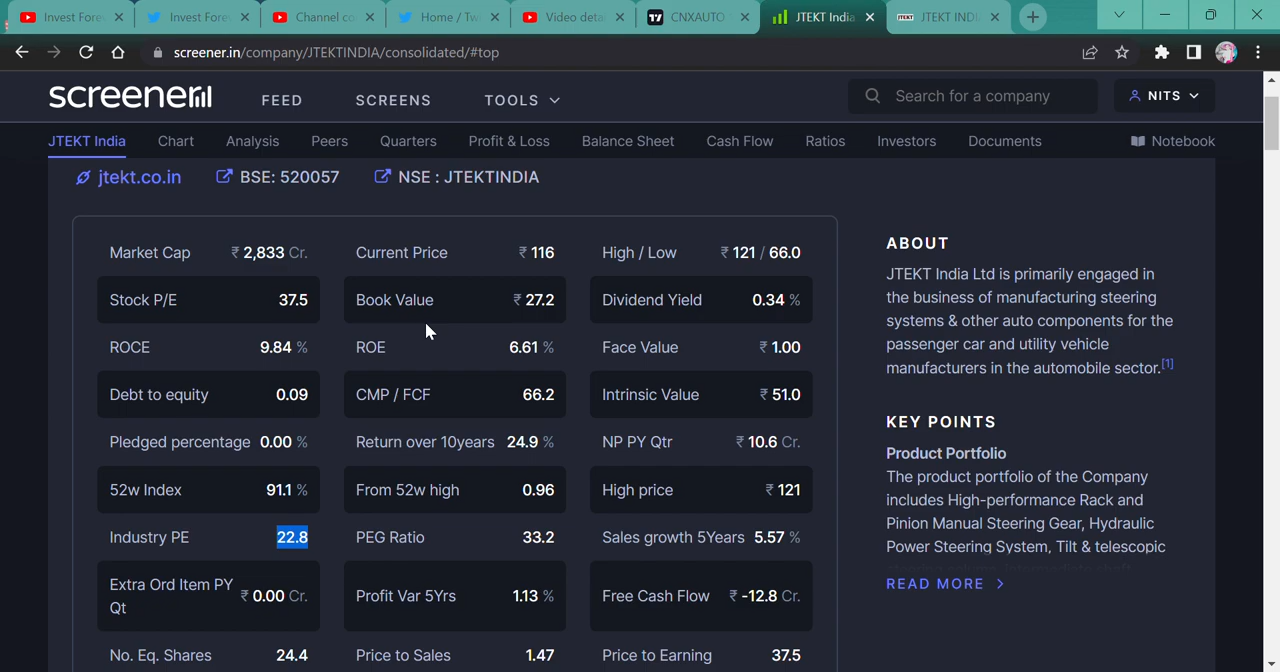 Invest Forev
Invest Forev
Channel co
Home / Tw
Video deta
CNXAUTO
JTEKT India
JTEKT INDI
screener.in/company/JTEKTINDIA/consolidated/#top
screener
FEED
SCREENS
TOOLS
Search for a company
NITS
JTEKT India
Chart
Analysis
Peers
Quarters
Profit & Loss
Balance Sheet
Cash Flow
Ratios
Investors
Documents
Notebook
jtekt.co.in
BSE: 520057
NSE : JTEKTINDIA
Market Cap ₹ 2,833 Cr.
Current Price ₹ 116
High / Low ₹ 121 / 66.0
Stock P/E 37.5
Book Value ₹ 27.2
Dividend Yield 0.34 %
ROCE 9.84 %
ROE 6.61 %
Face Value ₹ 1.00
Debt to equity 0.09
CMP / FCF 66.2
Intrinsic Value ₹ 51.0
Pledged percentage 0.00 %
Return over 10years 24.9 %
NP PY Qtr ₹ 10.6 Cr.
52w Index 91.1 %
From 52w high 0.96
High price ₹ 121
Industry PE 22.8
PEG Ratio 33.2
Sales growth 5Years 5.57 %
Extra Ord Item PY
Qt
₹ 0.00 Cr.
Profit Var 5Yrs 1.13 %
Free Cash Flow ₹ -12.8 Cr.
No. Eq. Shares 24.4
Price to Sales 1.47
Price to Earning 37.5
ABOUT
JTEKT India Ltd is primarily engaged in
the business of manufacturing steering
systems & other auto components for the
passenger car and utility vehicle
manufacturers in the automobile sector.[1]
KEY POINTS
Product Portfolio
The product portfolio of the Company
includes High-performance Rack and
Pinion Manual Steering Gear, Hydraulic
Power Steering System, Tilt & telescopic
READ MORE